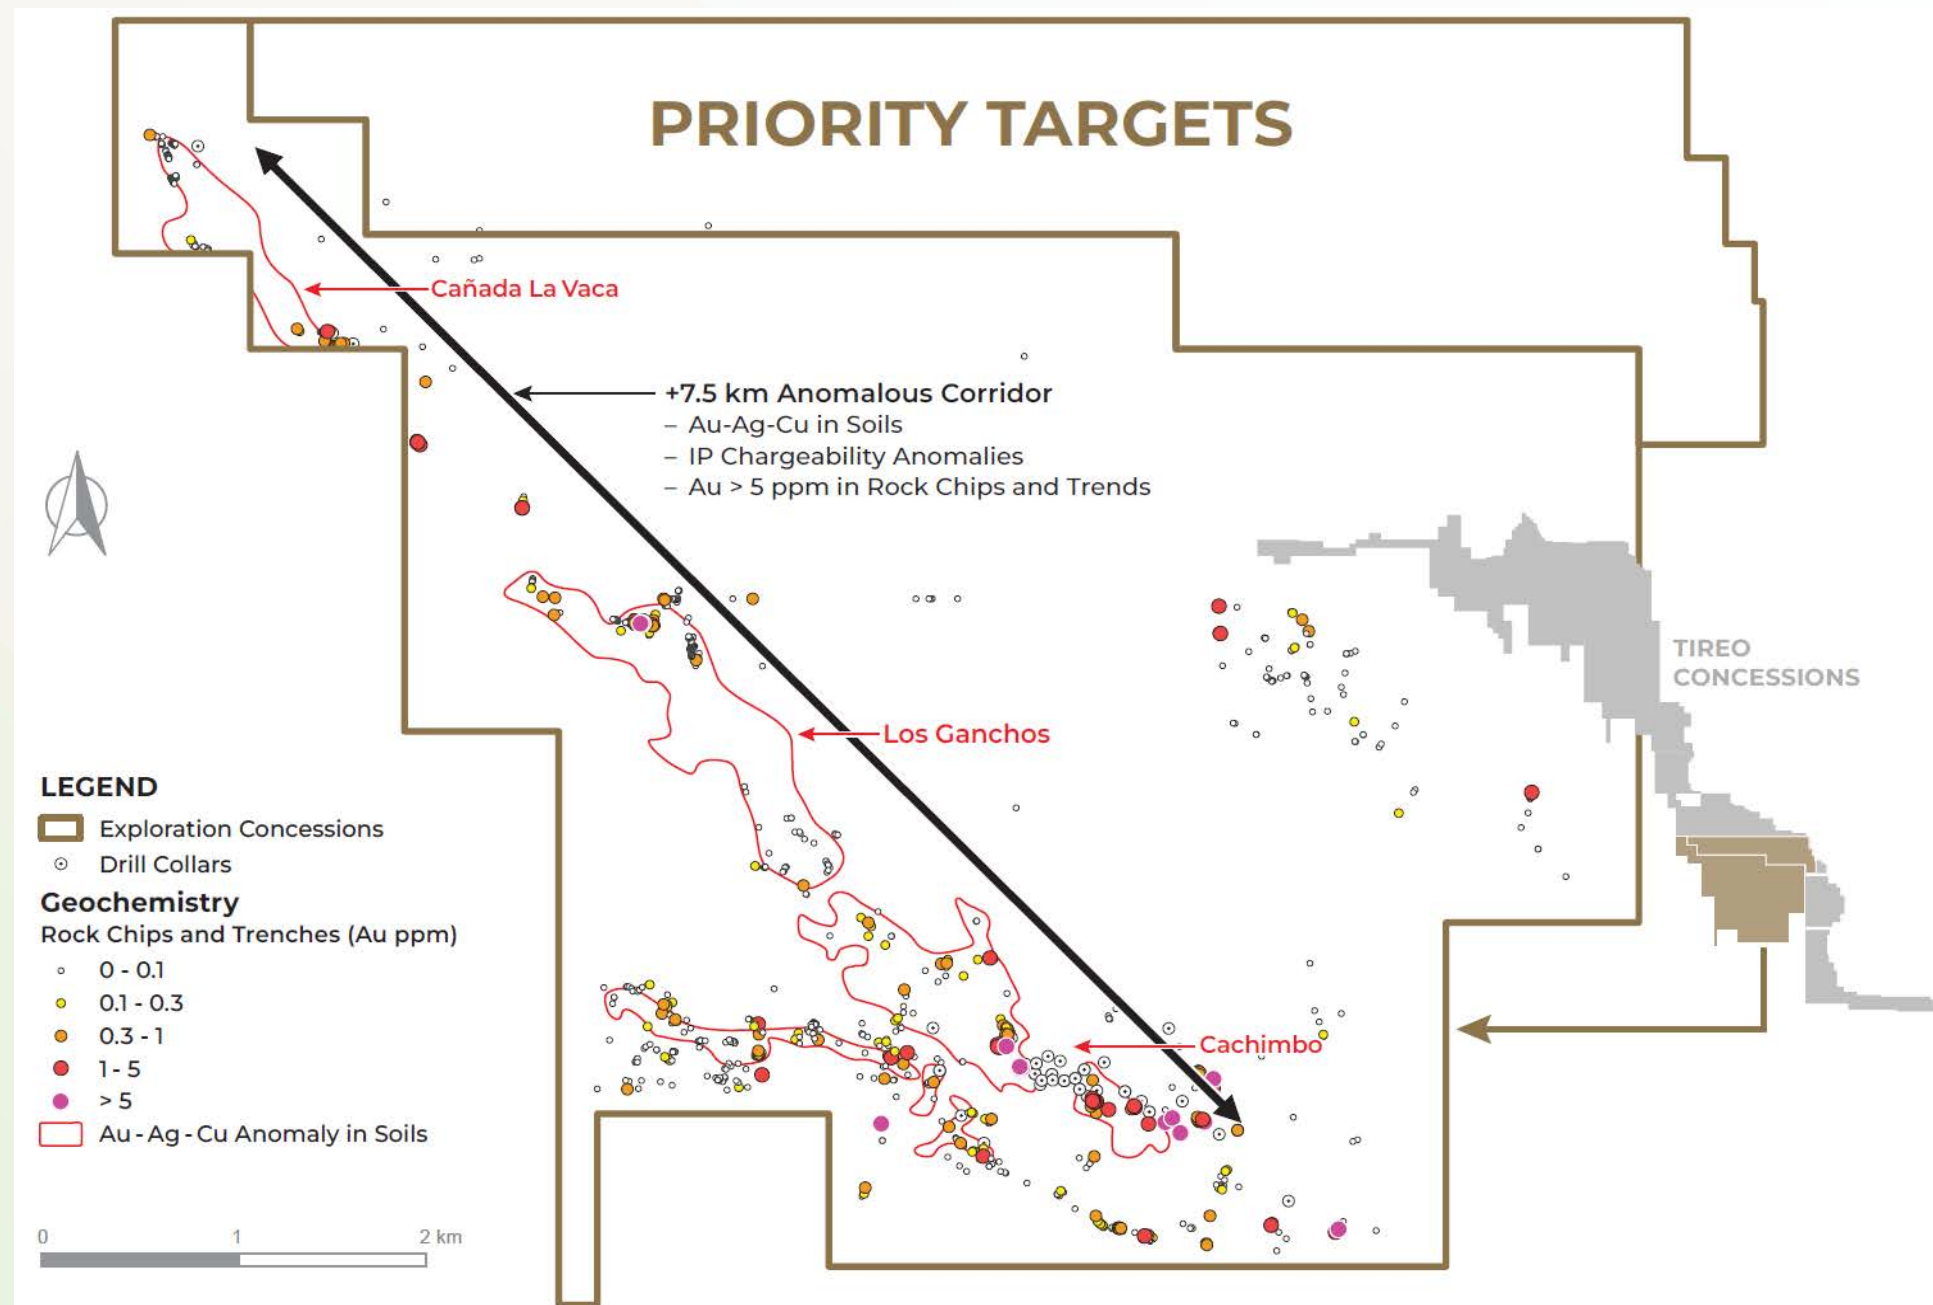 PRIORITY TARGETS
Cañada La Vaca
+7.5 km Anomalous Corridor
– Au-Ag-Cu in Soils
– IP Chargeability Anomalies
– Au > 5 ppm in Rock Chips and Trends
TIREO
CONCESSIONS
Los Ganchos
Cachimbo
LEGEND
Exploration Concessions
Drill Collars
Geochemistry
Rock Chips and Trenches (Au ppm)
0 - 0.1
0.1 - 0.3
0.3 - 1
1 - 5
> 5
Au - Ag - Cu Anomaly in Soils
0 1 2 km